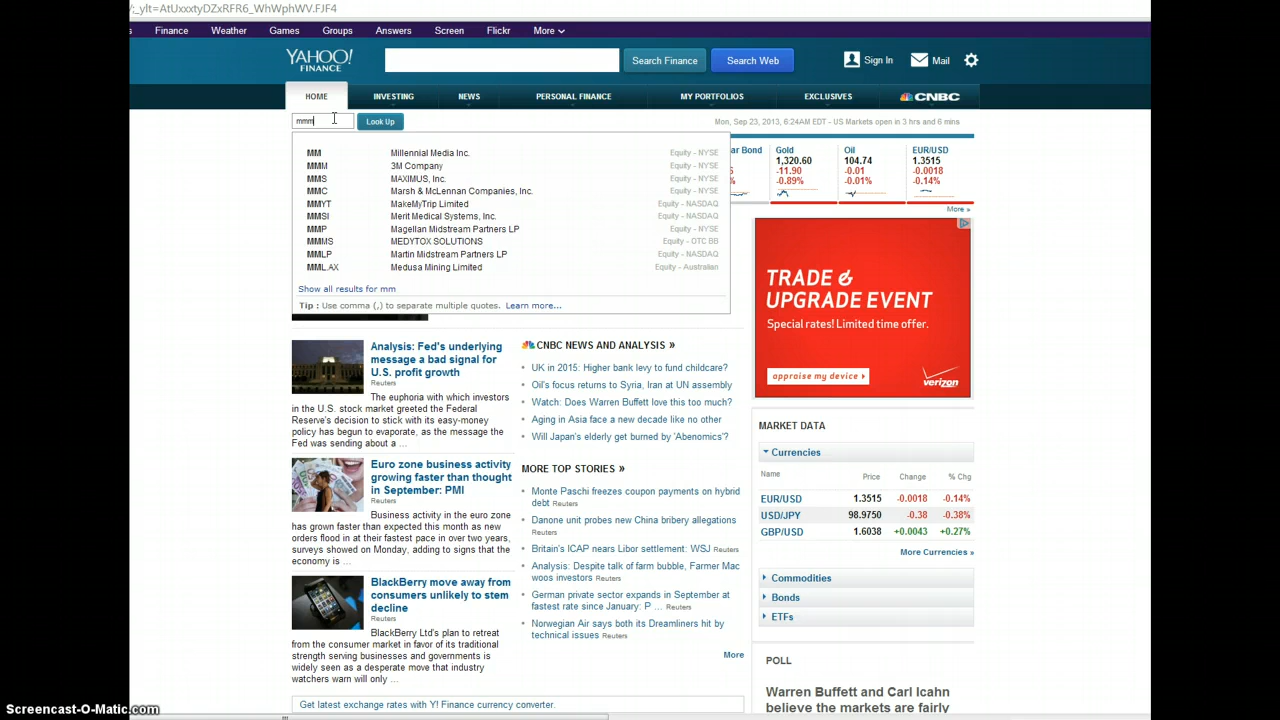 /;_ylt=AtUxxxtyDZxRFR6_WhWphWV.FJF4
Finance Weather Games Groups Answers Screen Flickr More
YAHOO!
FINANCE
Search Finance Search Web Sign In Mail
HOME INVESTING NEWS PERSONAL FINANCE MY PORTFOLIOS EXCLUSIVES CNBC
mmm Look Up Mon, Sep 23, 2013, 6:24AM EDT - US Markets open in 3 hrs and 6 mins
MM Millennial Media Inc. Equity - NYSE
MMM 3M Company Equity - NYSE
MMS MAXIMUS, Inc. Equity - NYSE
MMC Marsh & McLennan Companies, Inc. Equity - NYSE
MMYT MakeMyTrip Limited Equity - NASDAQ
MMSI Merit Medical Systems, Inc. Equity - NASDAQ
MMP Magellan Midstream Partners LP Equity - NYSE
MMMS MEDYTOX SOLUTIONS Equity - OTC BB
MMLP Martin Midstream Partners LP Equity - NASDAQ
MML.AX Medusa Mining Limited Equity - Australian
Show all results for mm
Tip : Use comma (,) to separate multiple quotes. Learn more...
ar Bond
Gold
1,320.60
-11.90
-0.89%
Oil
104.74
-0.01
-0.01%
EUR/USD
1.3515
-0.0018
-0.14%
More »
TRADE &
UPGRADE EVENT
Special rates! Limited time offer.
appraise my device
verizon
Analysis: Fed's underlying
message a bad signal for
U.S. profit growth
Reuters
The euphoria with which investors
in the U.S. stock market greeted the Federal
Reserve's decision to stick with its easy-money
policy has begun to evaporate, as the message the
Fed was sending about a ...
Euro zone business activity
growing faster than thought
in September: PMI
Reuters
Business activity in the euro zone
has grown faster than expected this month as new
orders flood in at their fastest pace in over two years,
surveys showed on Monday, adding to signs that the
economy is ...
BlackBerry move away from
consumers unlikely to stem
decline
Reuters
BlackBerry Ltd's plan to retreat
from the consumer market in favor of its traditional
strength serving businesses and governments is
widely seen as a desperate move that industry
watchers warn will only ...
CNBC NEWS AND ANALYSIS »
UK in 2015: Higher bank levy to fund childcare?
Oil's focus returns to Syria, Iran at UN assembly
Watch: Does Warren Buffett love this too much?
Aging in Asia face a new decade like no other
Will Japan's elderly get burned by 'Abenomics'?
MORE TOP STORIES »
Monte Paschi freezes coupon payments on hybrid
debt Reuters
Danone unit probes new China bribery allegations
Reuters
Britain's ICAP nears Libor settlement: WSJ Reuters
Analysis: Despite talk of farm bubble, Farmer Mac
woos investors Reuters
German private sector expands in September at
fastest rate since January: P ... Reuters
Norwegian Air says both its Dreamliners hit by
technical issues Reuters
More
Get latest exchange rates with Y! Finance currency converter.
MARKET DATA
Currencies
Name Price Change % Chg
EUR/USD 1.3515 -0.0018 -0.14%
USD/JPY 98.9750 -0.38 -0.38%
GBP/USD 1.6038 +0.0043 +0.27%
More Currencies »
Commodities
Bonds
ETFs
POLL
Warren Buffett and Carl Icahn
believe the markets are fairly
Screencast-O-Matic.com